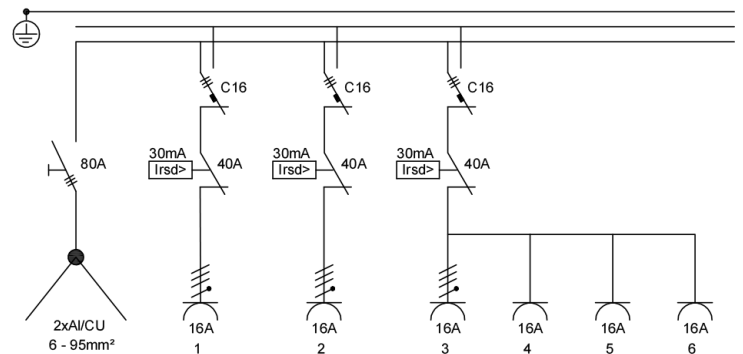 C16 C16 C16
30mA 30mA 30mA
80A Irsd> 40A Irsd> 40A Irsd> 40A
2xAl/CU
6 - 95mm²
16A 16A 16A 16A 16A 16A
1 2 3 4 5 6